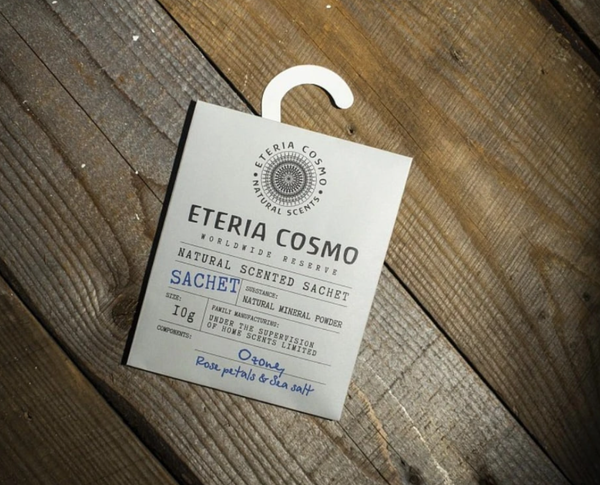 ETERIA COSMO
NATURAL SCENTS
ETERIA COSMO
WORLDWIDE RESERVE
NATURAL SCENTED SACHET
SACHET
SUBSTANCE:
NATURAL MINERAL POWDER
SIZE:
10g
FAMILY MANUFACTURING:
UNDER THE SUPERVISION
OF HOME SCENTS LIMITED
COMPONENTS:
Ozoney
Rose petals & Sea salt